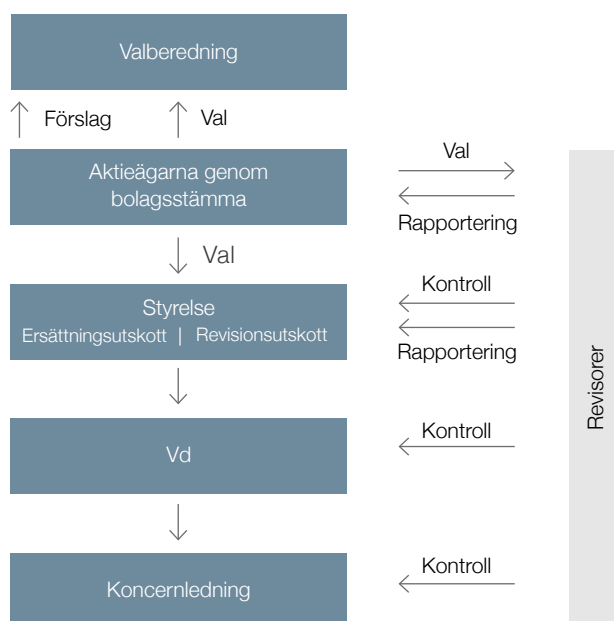 Valberedning
Förslag
Val
Aktieägarna genom
bolagsstämma
Val
Rapportering
Val
Styrelse
Ersättningsutskott | Revisionsutskott
Kontroll
Rapportering
Vd
Kontroll
Koncernledning
Kontroll
Revisorer